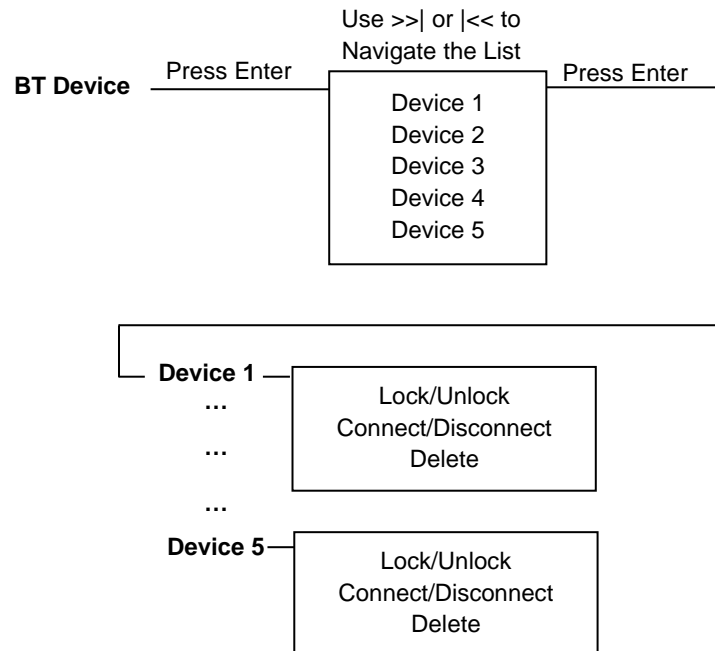 Use >>| or |<< to
Navigate the List
BT Device
Press Enter
Press Enter
Device 1
Device 2
Device 3
Device 4
Device 5
Device 1
Lock/Unlock
Connect/Disconnect
Delete
...
...
...
Device 5
Lock/Unlock
Connect/Disconnect
Delete